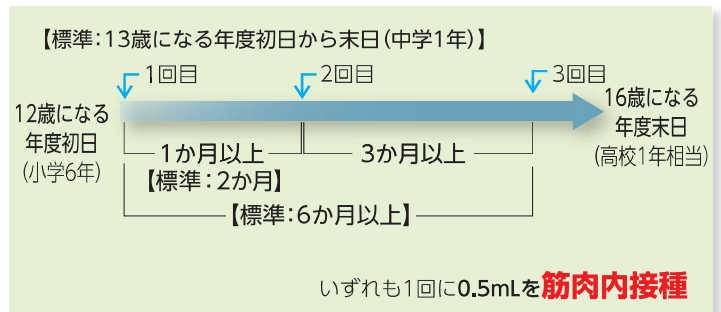 【標準:13歳になる年度初日から末日(中学1年)】
1回目
2回目
3回目
12歳になる
年度初日
(小学6年)
16歳になる
年度末日
(高校1年相当)
1か月以上
【標準:2か月】
3か月以上
【標準:6か月以上】
いずれも1回に0.5mLを筋肉内接種